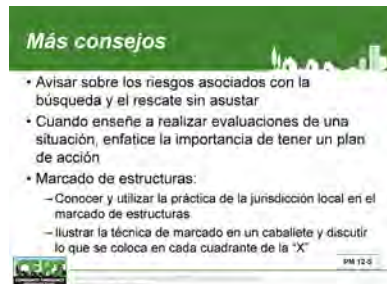 Más consejos
• Avisar sobre los riesgos asociados con la
búsqueda y el rescate sin asustar
• Cuando enseñe a realizar evaluaciones de una
situación, enfatice la importancia de tener un plan
de acción
• Marcado de estructuras:
– Conocer y utilizar la práctica de la jurisdicción local en el
marcado de estructuras
– Ilustrar la técnica de marcado en un caballete y discutir
lo que se coloca en cada cuadrante de la "X"
CERT